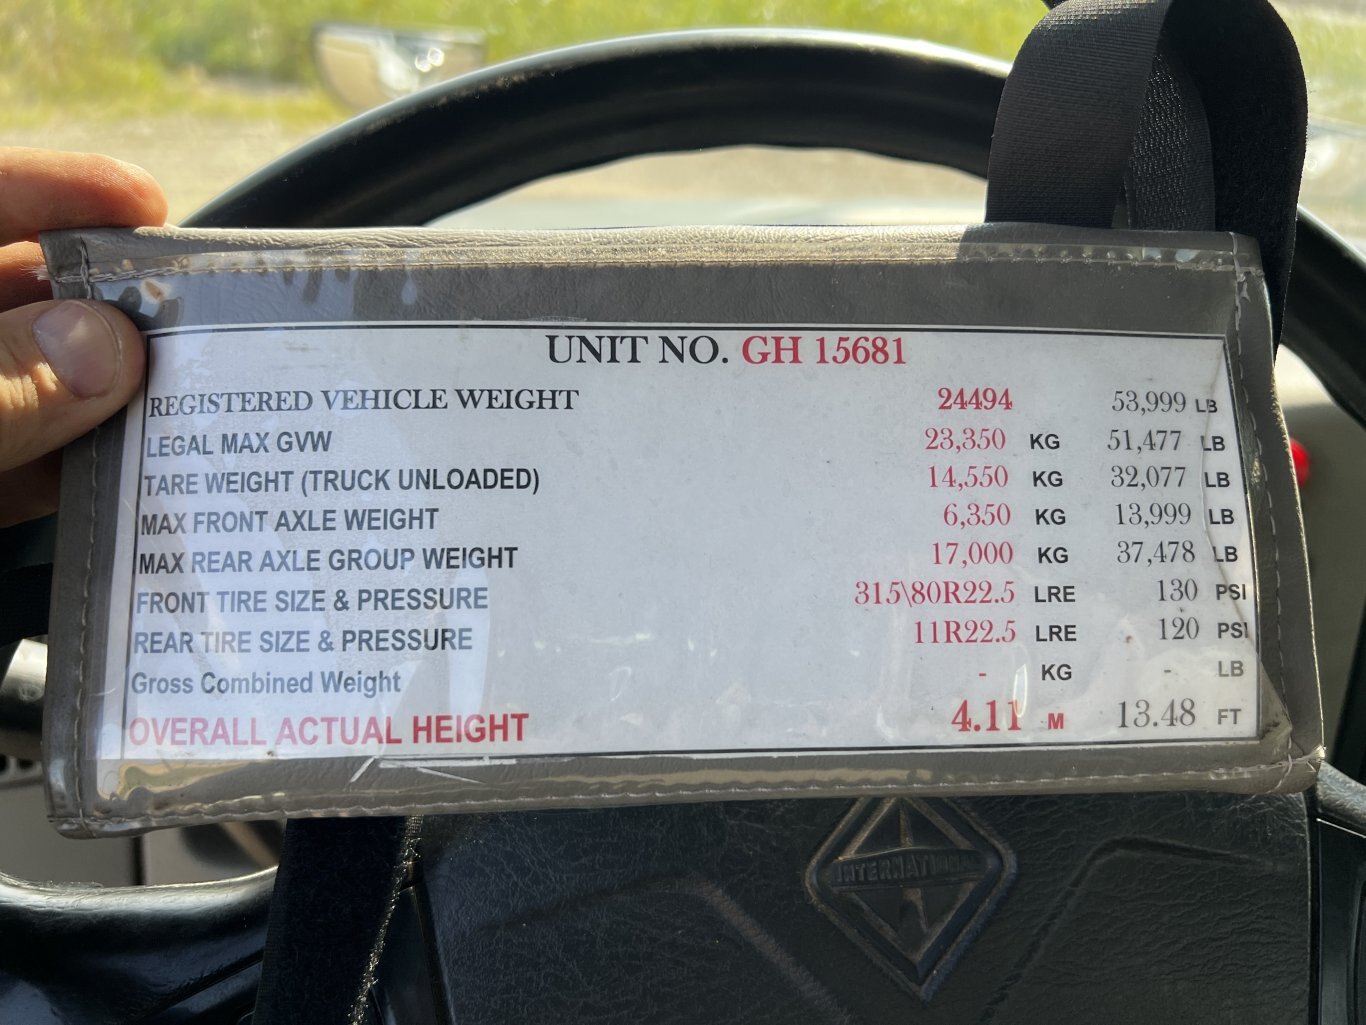 UNIT NO. GH 15681
REGISTERED VEHICLE WEIGHT 24494 53,999 LB
LEGAL MAX GVW 23,350 KG 51,477 LB
TARE WEIGHT (TRUCK UNLOADED) 14,550 KG 32,077 LB
MAX FRONT AXLE WEIGHT 6,350 KG 13,999 LB
MAX REAR AXLE GROUP WEIGHT 17,000 KG 37,478 LB
FRONT TIRE SIZE & PRESSURE 315\80R22.5 LRE 130 PSI
REAR TIRE SIZE & PRESSURE 11R22.5 LRE 120 PSI
Gross Combined Weight - KG - LB
OVERALL ACTUAL HEIGHT 4.11 M 13.48 FT
INTERNATIONAL